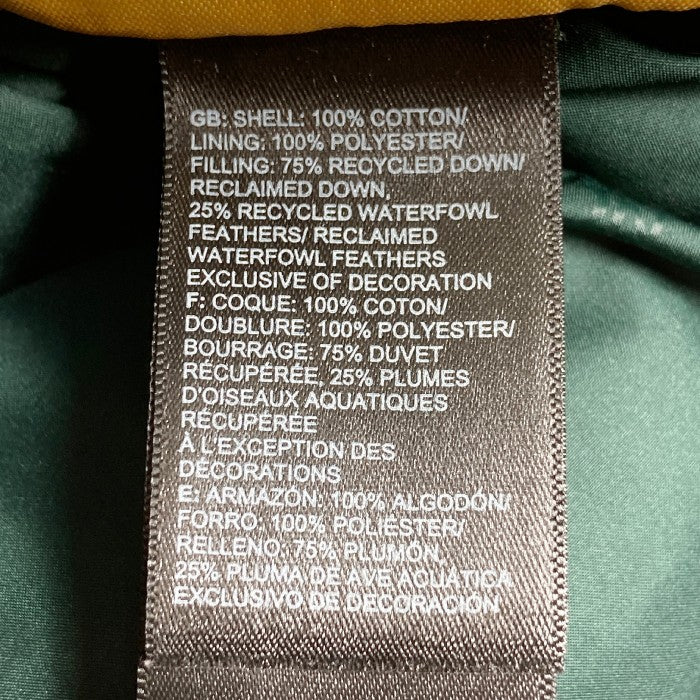 GB: SHELL: 100% COTTON/
LINING: 100% POLYESTER/
FILLING: 75% RECYCLED DOWN/
RECLAIMED DOWN,
25% RECYCLED WATERFOWL
FEATHERS/ RECLAIMED
WATERFOWL FEATHERS
EXCLUSIVE OF DECORATION
F: COQUE: 100% COTON/
DOUBLURE: 100% POLYESTER/
BOURRAGE: 75% DUVET
RÉCUPÉRÉE, 25% PLUMES
D'OISEAUX AQUATIQUES
RÉCUPÉRÉE
À L'EXCEPTION DES
DÉCORATIONS
E: ARMAZÓN: 100% ALGODÓN/
FORRO: 100% POLIÉSTER/
RELLENO: 75% PLUMÓN,
25% PLUMA DE AVE ACUÁTICA
EXCLUSIVO DE DECORACIÓN